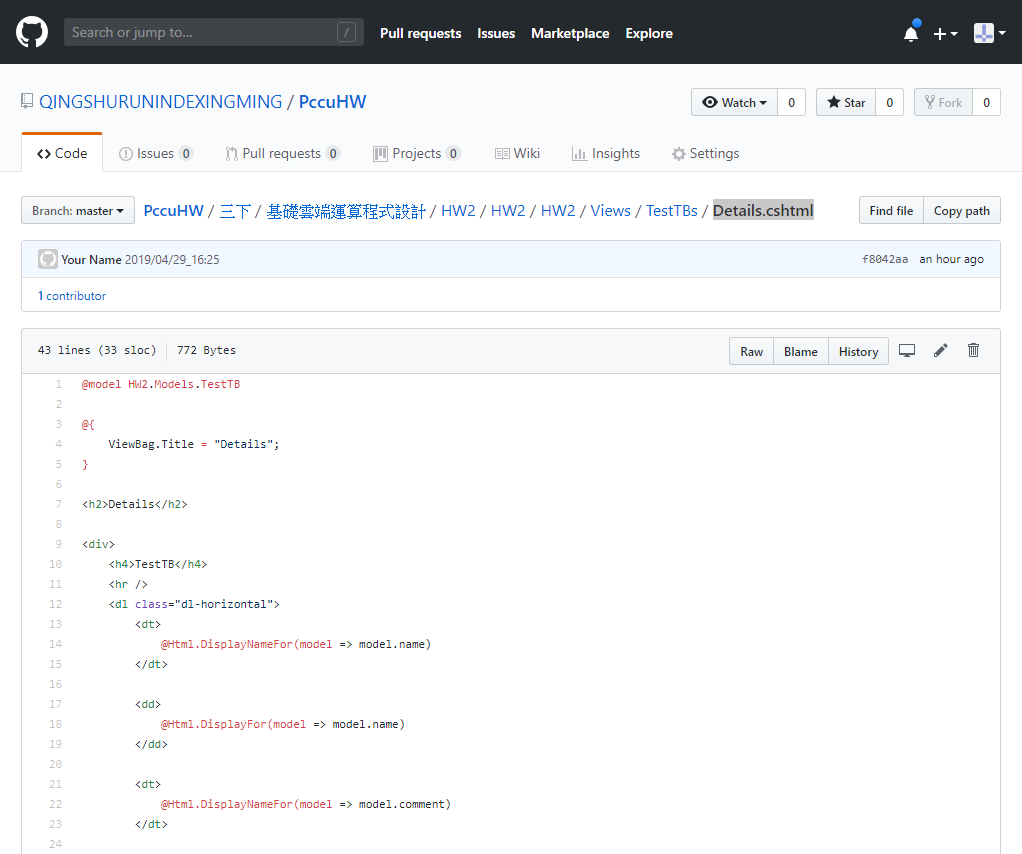 Search or jump to... / Pull requests Issues Marketplace Explore
QINGSHURUNINDEXINGMING / PccuHW Watch 0 Star 0 Fork 0
Code Issues 0 Pull requests 0 Projects 0 Wiki Insights Settings
Branch: master PccuHW / 三下 / 基礎雲端運算程式設計 / HW2 / HW2 / HW2 / Views / TestTBs / Details.cshtml Find file Copy path
Your Name 2019/04/29_16:25 f8042aa an hour ago
1 contributor
43 lines (33 sloc) 772 Bytes Raw Blame History
1 @model HW2.Models.TestTB
2
3 @{
4 ViewBag.Title = "Details";
5 }
6
7 <h2>Details</h2>
8
9 <div>
10 <h4>TestTB</h4>
11 <hr />
12 <dl class="dl-horizontal">
13 <dt>
14 @Html.DisplayNameFor(model => model.name)
15 </dt>
16
17 <dd>
18 @Html.DisplayFor(model => model.name)
19 </dd>
20
21 <dt>
22 @Html.DisplayNameFor(model => model.comment)
23 </dt>
24